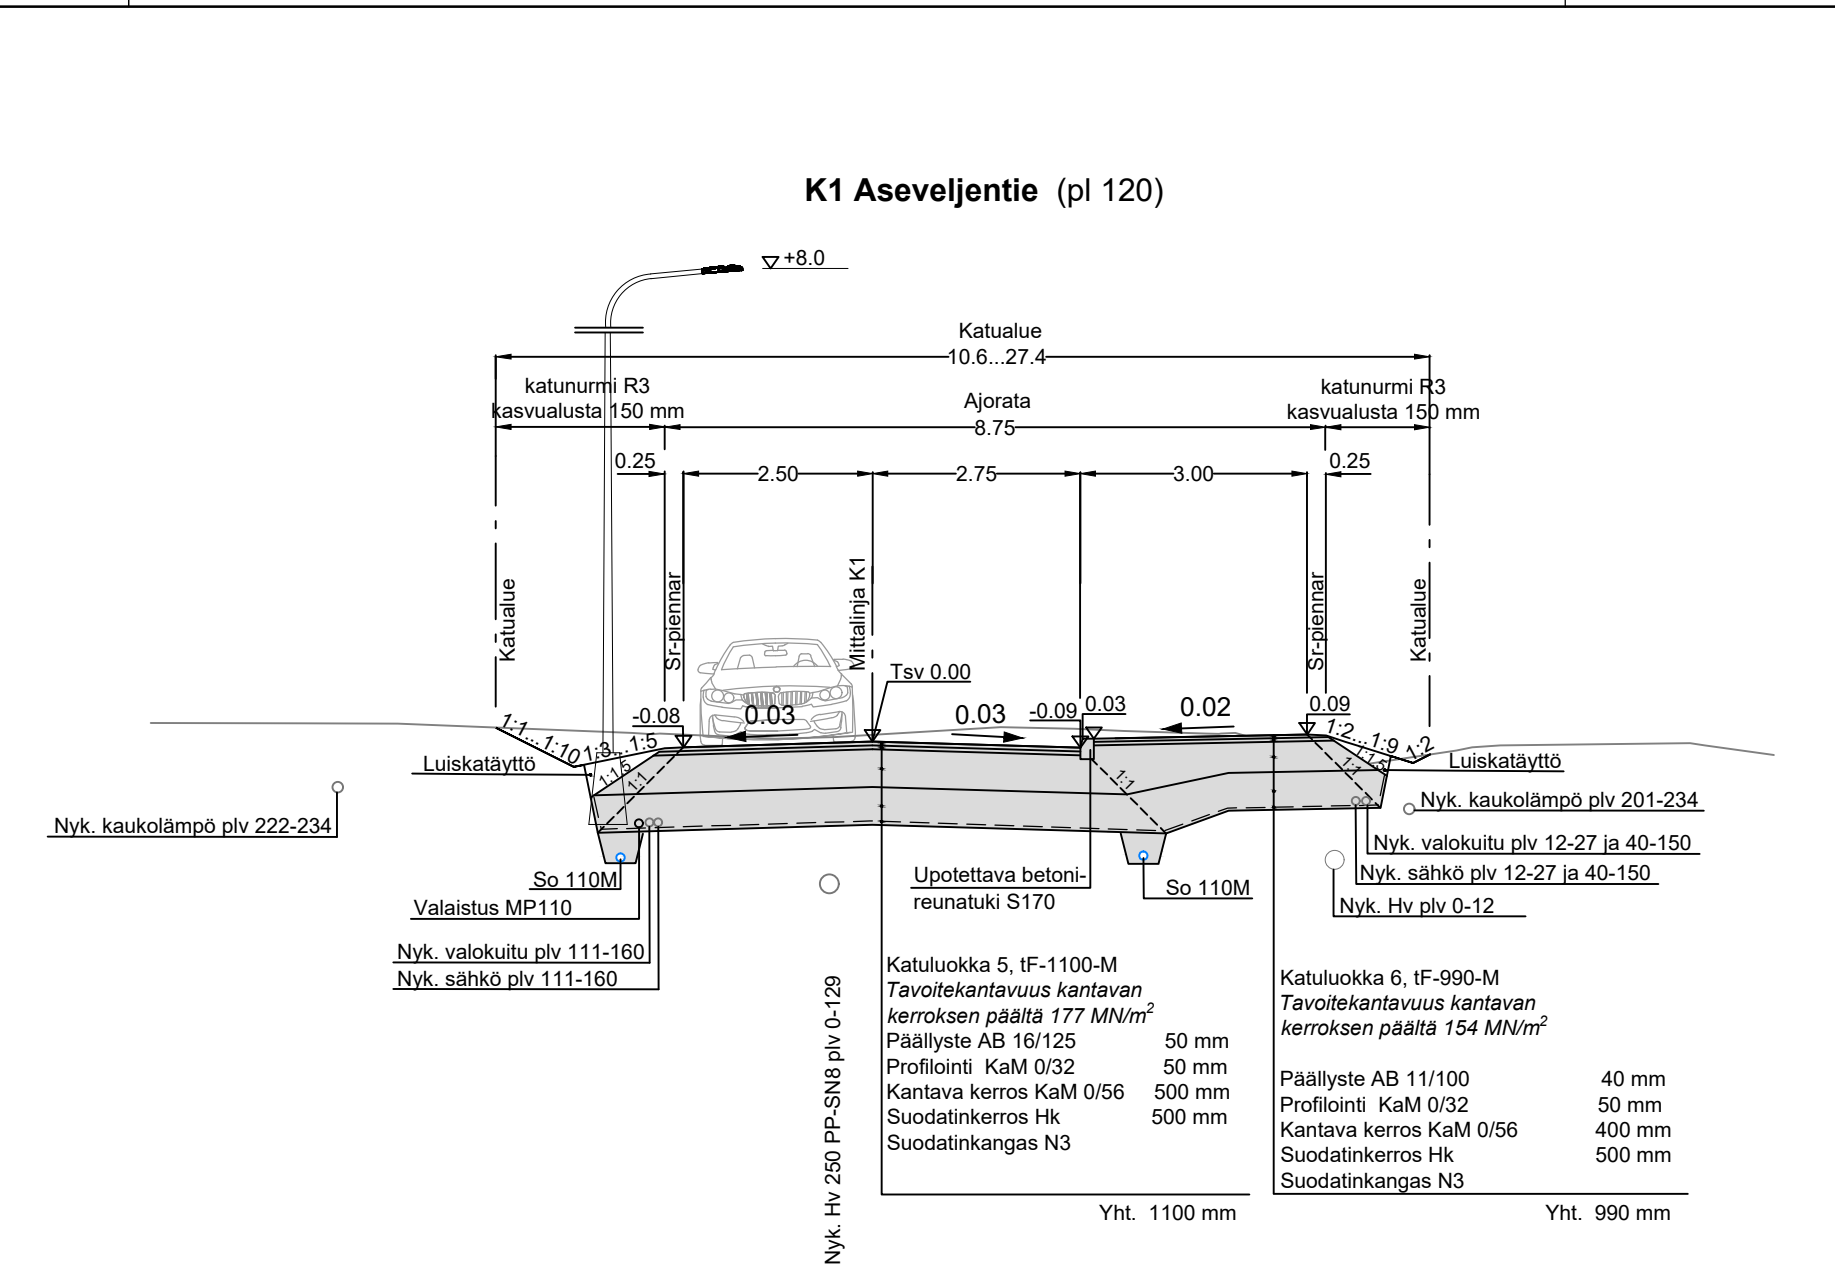 K1 Aseveljentie (pl 120)
+8.0
Katualue
10.6...27.4
katunurmi R3
kasvualusta 150 mm
Ajorata
8.75
katunurmi R3
kasvualusta 150 mm
0.25
2.50
2.75
3.00
0.25
Katualue
Sr-piennar
Mittalinja K1
Sr-piennar
Katualue
Tsv 0.00
-0.08
0.03
0.03
-0.09
0.03
0.02
0.09
1:1... 1:10
1:3... 1:5
1:1.5
1:1
1:1
1:2... 1:9
1:2
1:1
1:1.5
Luiskatäyttö
Luiskatäyttö
Nyk. kaukolämpö plv 222-234
Nyk. kaukolämpö plv 201-234
Nyk. valokuitu plv 12-27 ja 40-150
Nyk. sähkö plv 12-27 ja 40-150
Nyk. Hv plv 0-12
So 110M
Valaistus MP110
Nyk. valokuitu plv 111-160
Nyk. sähkö plv 111-160
Upotettava betoni-
reunatuki S170
So 110M
Nyk. Hv 250 PP-SN8 plv 0-129
Katuluokka 5, tF-1100-M
Tavoitekantavuus kantavan
kerroksen päältä 177 MN/m²
Päällyste AB 16/125 50 mm
Profilointi KaM 0/32 50 mm
Kantava kerros KaM 0/56 500 mm
Suodatinkerros Hk 500 mm
Suodatinkangas N3
Yht. 1100 mm
Katuluokka 6, tF-990-M
Tavoitekantavuus kantavan
kerroksen päältä 154 MN/m²
Päällyste AB 11/100 40 mm
Profilointi KaM 0/32 50 mm
Kantava kerros KaM 0/56 400 mm
Suodatinkerros Hk 500 mm
Suodatinkangas N3
Yht. 990 mm